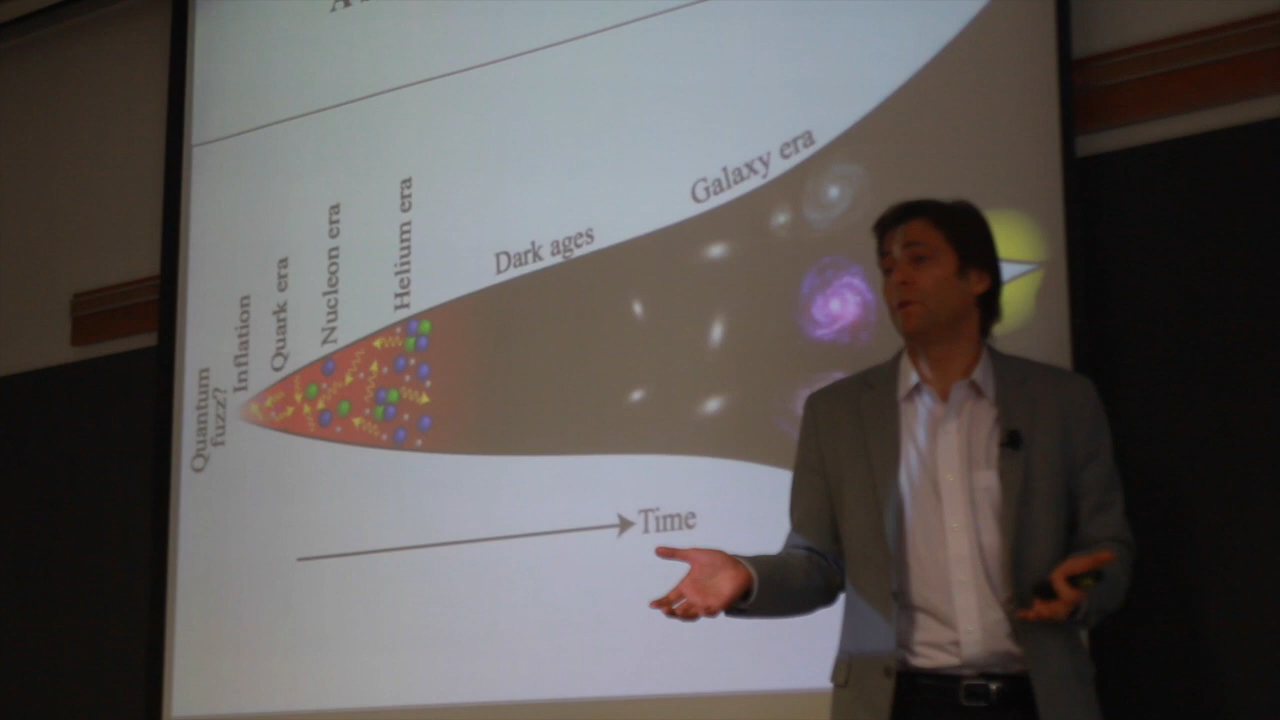 Quantum
fuzz?
Inflation
Quark era
Nucleon era
Helium era
Dark ages
Galaxy era
Time